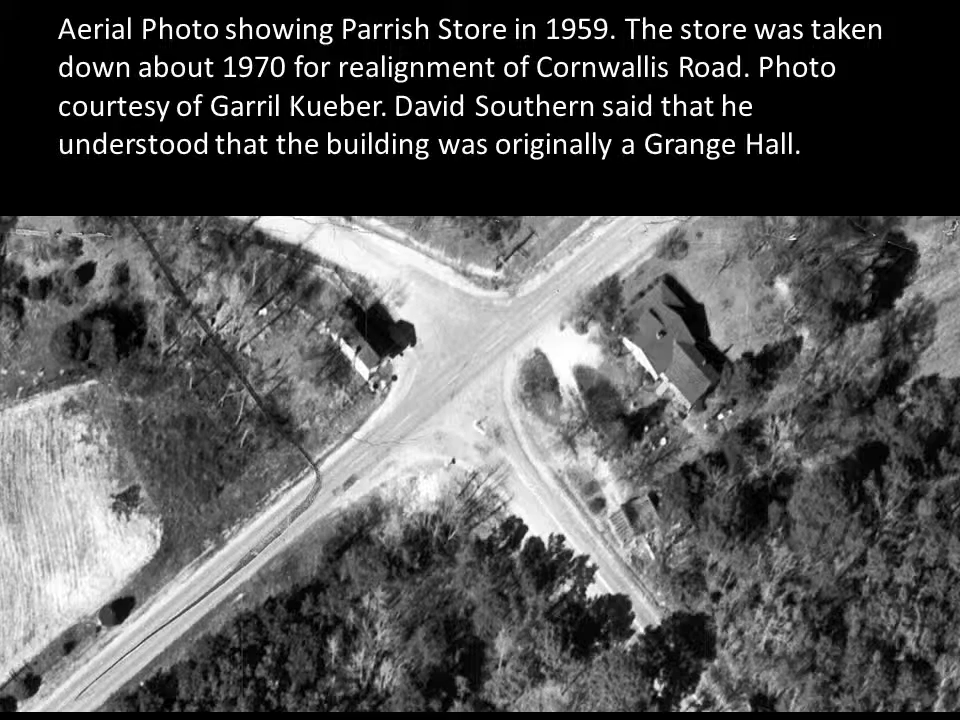 Aerial Photo showing Parrish Store in 1959. The store was taken
down about 1970 for realignment of Cornwallis Road. Photo
courtesy of Garril Kueber. David Southern said that he
understood that the building was originally a Grange Hall.